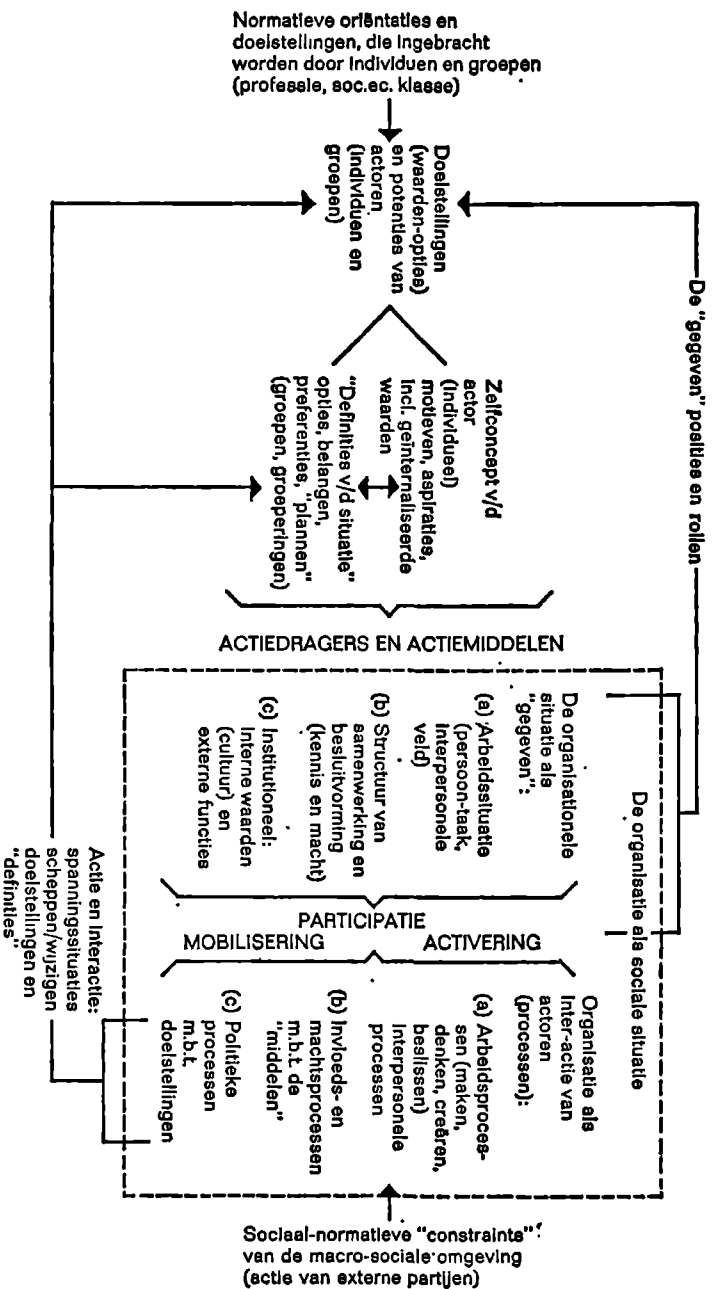 Normatieve oriëntaties en
doelstellingen, die ingebracht
worden door individuen en groepen
(professie, soc.ec. klasse)
De "gegeven" posities en rollen
Doelstellingen
(waarden-opties)
en potenties van
actoren
(individuen en
groepen)
Zelfconcept v/d
actor
(individueel)
motieven, aspiraties,
incl. geïnternaliseerde
waarden
"Definities v/d situatie"
opties, belangen,
preferenties, "plannen"
(groepen, groeperingen)
ACTIEDRAGERS EN ACTIEMIDDELEN
De organisatie als sociale situatie
De organisationele
situatie als
"gegeven":
(a) Arbeidssituatie
(persoon-taak,
interpersonele
veld)
(b) Structuur van
samenwerking en
besluitvorming
(kennis en macht)
(c) Institutioneel:
interne waarden
(cultuur) en
externe functies
PARTICIPATIE
MOBILISERING
ACTIVERING
Organisatie als
inter-actie van
actoren
(processen):
(a) Arbeidsproces-
sen (maken,
denken, creëren,
beslissen)
interpersonele
processen
(b) Invloeds- en
machtsprocessen
m.b.t. de
"middelen"
(c) Politieke
processen
m.b.t.
doelstellingen
Actie en interactie:
spanningssituaties
scheppen/wijzigen
doelstellingen en
"definities"
Sociaal-normatieve "constraints"
van de macro-sociale omgeving
(actie van externe partijen)